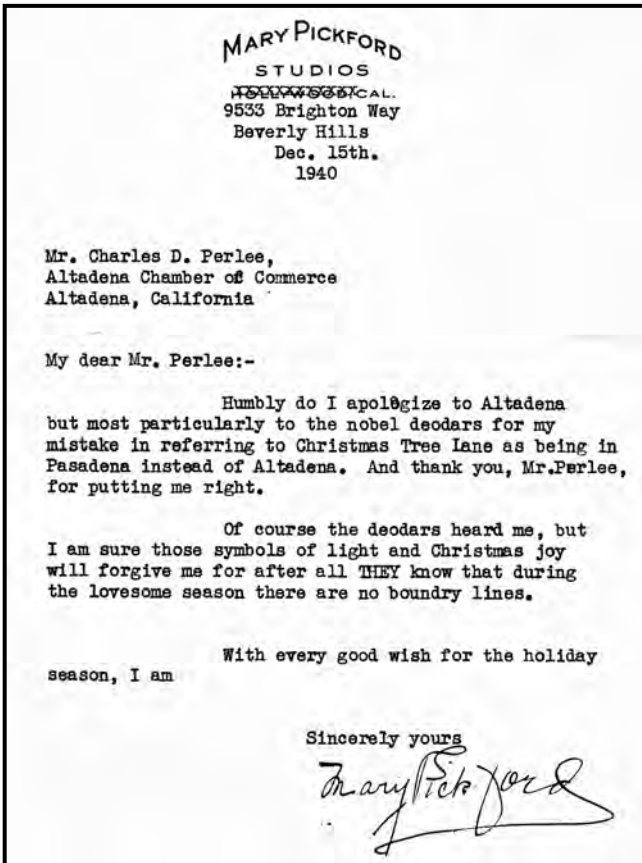 MARY PICKFORD
STUDIOS
HOLLYWOOD, CAL.
9533 Brighton Way
Beverly Hills
Dec. 15th.
1940
Mr. Charles D. Perlee,
Altadena Chamber of Commerce
Altadena, California
My dear Mr. Perlee:-
Humbly do I apologize to Altadena
but most particularly to the nobel deodars for my
mistake in referring to Christmas Tree Lane as being in
Pasadena instead of Altadena. And thank you, Mr.Perlee,
for putting me right.
Of course the deodars heard me, but
I am sure those symbols of light and Christmas joy
will forgive me for after all THEY know that during
the lovesome season there are no boundry lines.
With every good wish for the holiday
season, I am
Sincerely yours
Mary Pickford